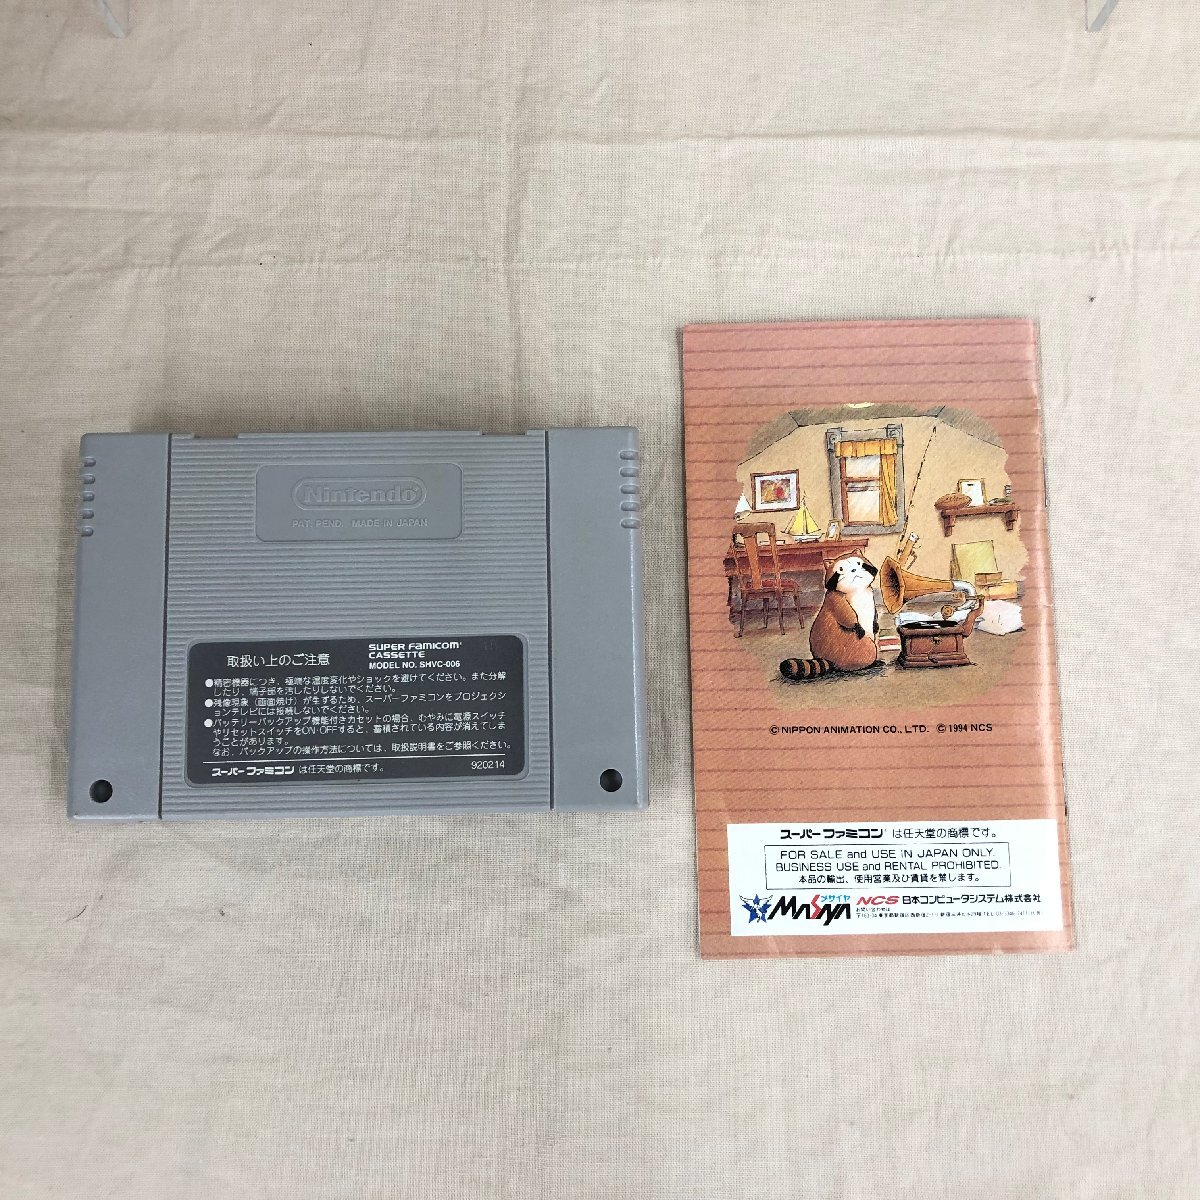 Nintendo®
PAT. PEND. MADE IN JAPAN
取扱い上のご注意
SUPER FAMICOM
CASSETTE
MODEL NO. SHVC-006
●精密機器につき、極端な温度変化やショックを避けてください。また分解
したり、端子部を汚したりしないでください。
●残像現象(画面焼け)が生ずるため、スーパーファミコンをプロジェクシ
ョンテレビには接続しないでください。
●バッテリーバックアップ機能付きカセットの場合、むやみに電源スイッチ
やリセットスイッチをON・OFFすると、蓄積されている内容が消えてしま
うことがあります。
なお、バックアップの操作方法については、取扱説明書をご参照ください。
スーパーファミコン は任天堂の商標です。
920214
© NIPPON ANIMATION CO., LTD. © 1994 NCS
スーパーファミコン は任天堂の商標です。
FOR SALE and USE IN JAPAN ONLY.
BUSINESS USE and RENTAL PROHIBITED.
本品の輸出、使用営業及び賃貸を禁じます。
メサイヤ
MASAYA
NCS 日本コンピュータシステム株式会社
お問い合わせは